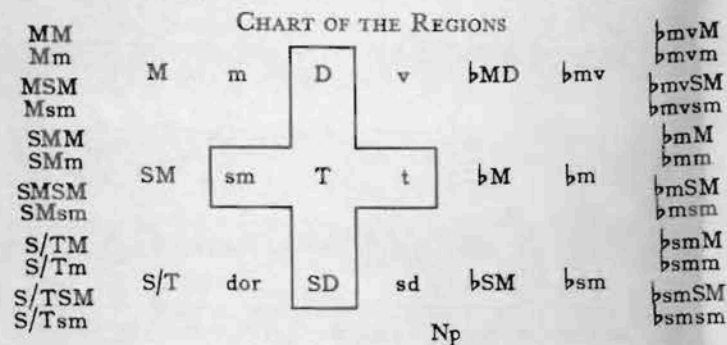 CHART OF THE REGIONS
MM
Mm
M m D v ♭MD ♭mv
♭mvM
♭mvm
MSM
Msm
♭mvSM
♭mvsm
SMM
SMm
SM sm T t ♭M ♭m
♭mM
♭mm
SMSM
SMsm
♭mSM
♭msm
S/TM
S/Tm
S/T dor SD sd ♭SM ♭sm
♭smM
♭smm
S/TSM
S/Tsm
♭smSM
♭smsm
Np